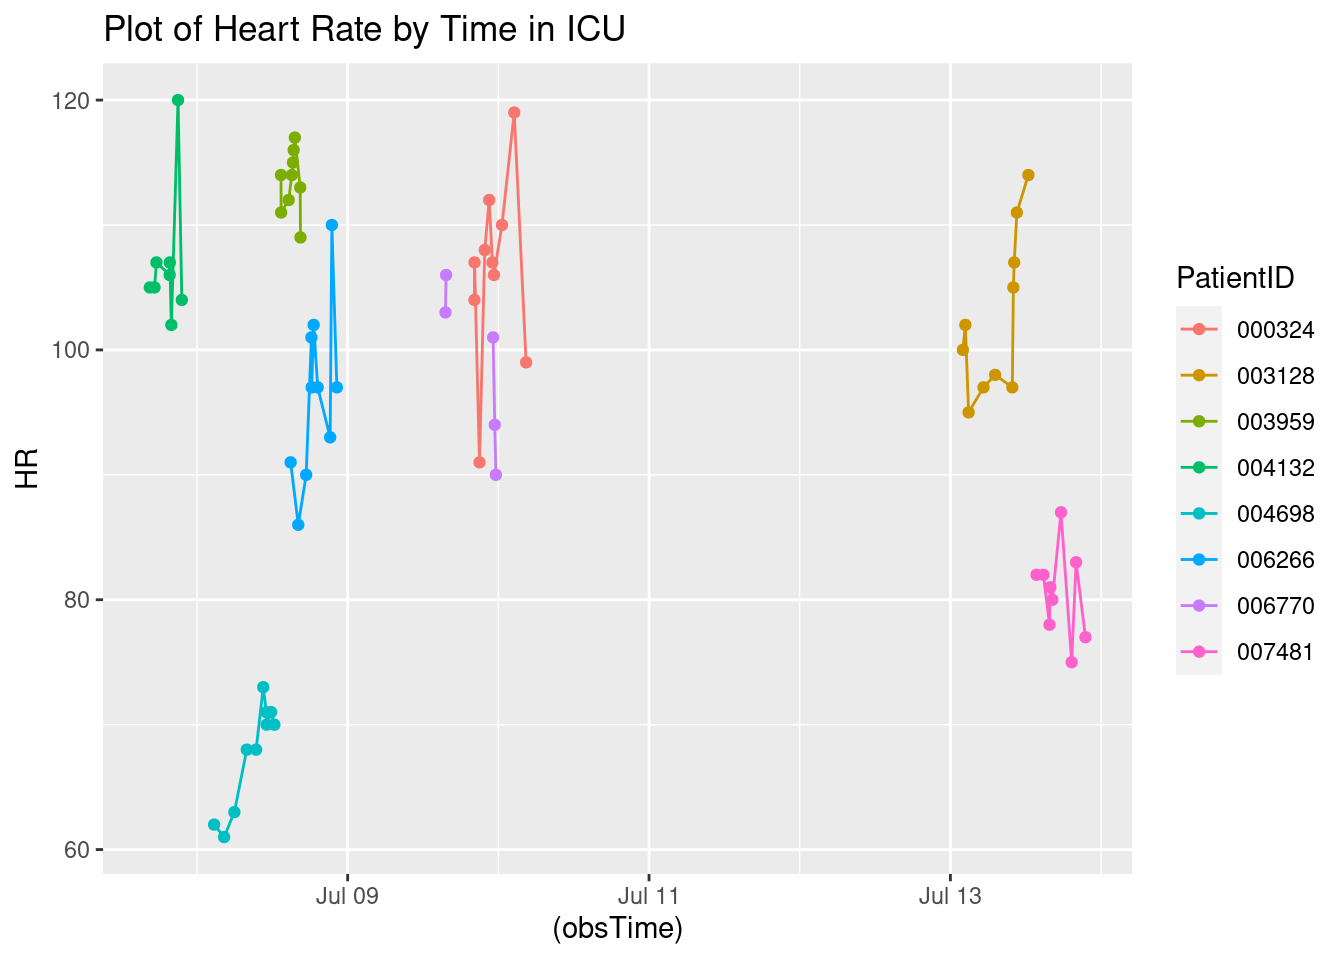 Plot of Heart Rate by Time in ICU
120
100
80
60
HR
Jul 09
Jul 11
Jul 13
(obsTime)
PatientID
000324
003128
003959
004132
004698
006266
006770
007481